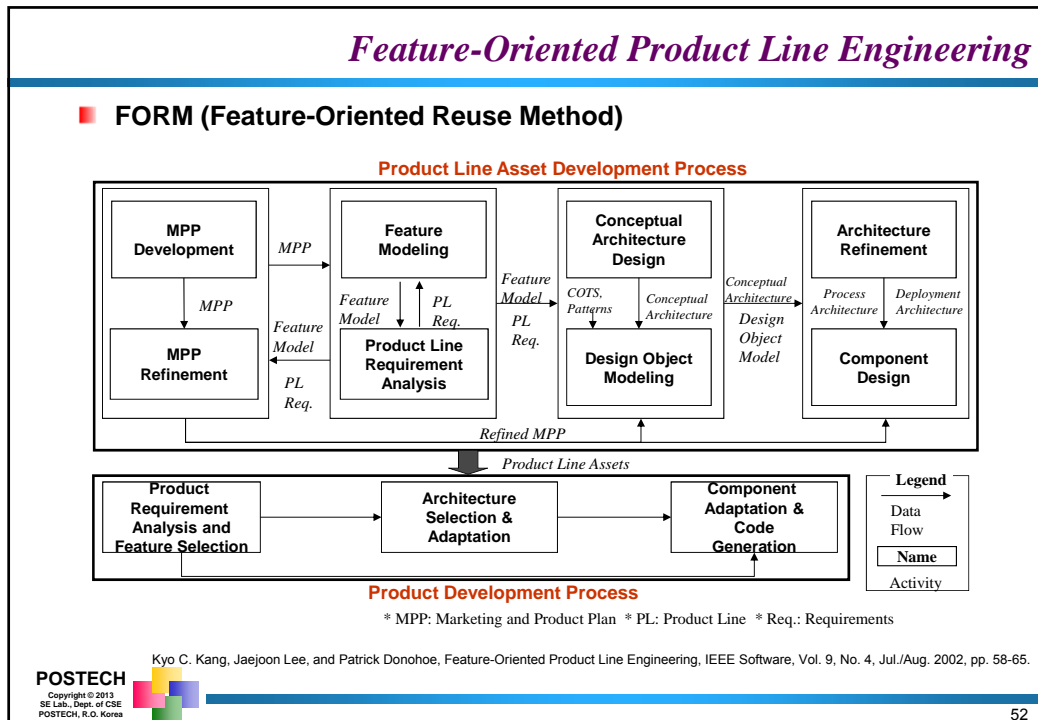 Feature-Oriented Product Line Engineering
FORM (Feature-Oriented Reuse Method)
Product Line Asset Development Process
MPP
Development
MPP
MPP
Refinement
MPP
Feature
Model
PL
Req.
Feature
Modeling
Feature
Model
PL
Req.
Product Line
Requirement
Analysis
Feature
Model
PL
Req.
Conceptual
Architecture
Design
COTS,
Patterns
Conceptual
Architecture
Design Object
Modeling
Conceptual
Architecture
Design
Object
Model
Architecture
Refinement
Process
Architecture
Deployment
Architecture
Component
Design
Refined MPP
Product Line Assets
Product
Requirement
Analysis and
Feature Selection
Architecture
Selection &
Adaptation
Component
Adaptation &
Code
Generation
Legend
Data
Flow
Name
Activity
Product Development Process
* MPP: Marketing and Product Plan * PL: Product Line * Req.: Requirements
Kyo C. Kang, Jaejoon Lee, and Patrick Donohoe, Feature-Oriented Product Line Engineering, IEEE Software, Vol. 9, No. 4, Jul./Aug. 2002, pp. 58-65.
POSTECH
Copyright © 2013
SE Lab., Dept. of CSE
POSTECH, R.O. Korea
52